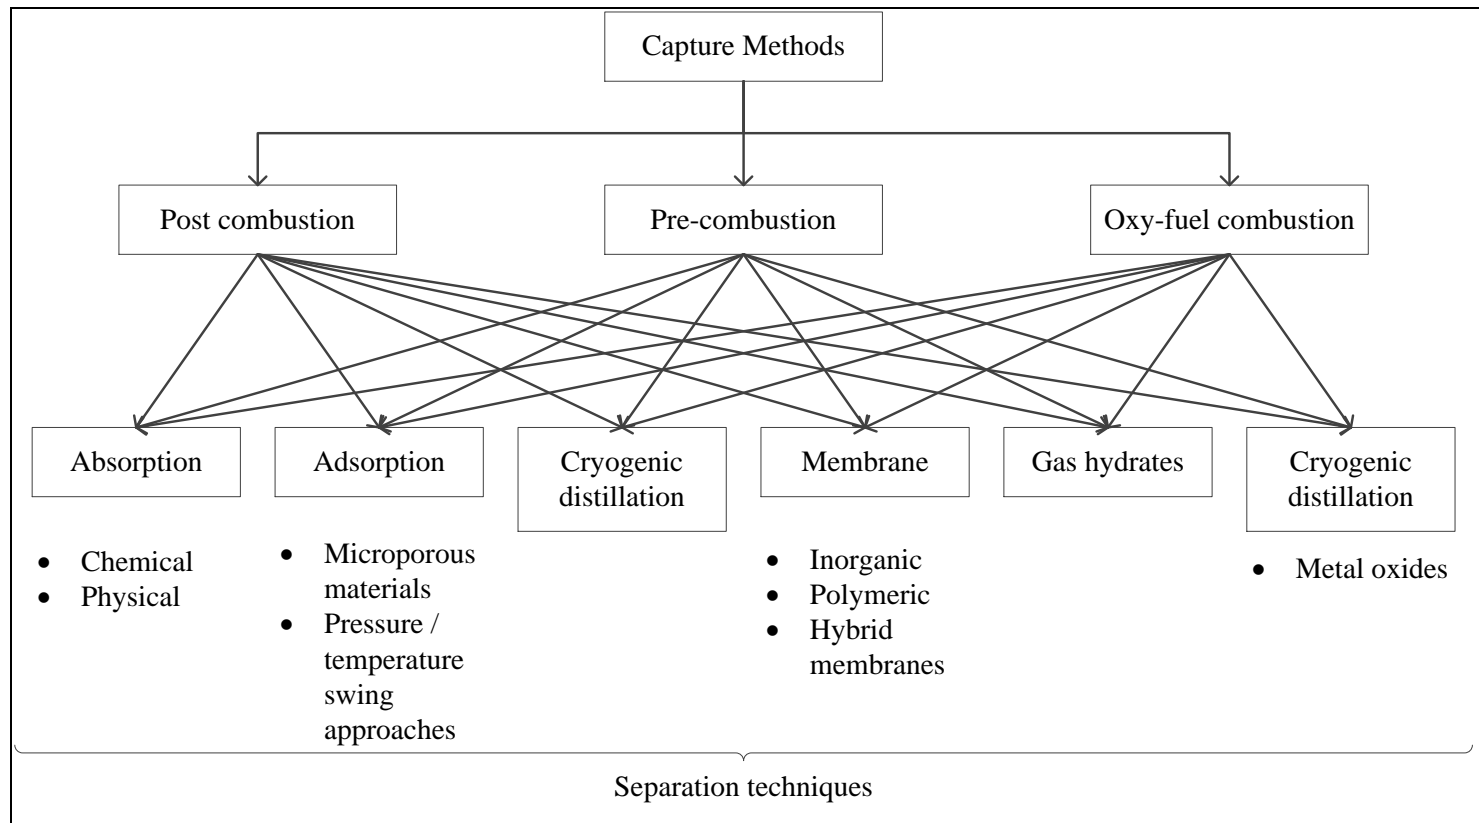 Capture Methods
Post combustion
Pre-combustion
Oxy-fuel combustion
Absorption
Adsorption
Cryogenic
distillation
Membrane
Gas hydrates
Cryogenic
distillation
• Chemical
• Physical
• Microporous
materials
• Pressure /
temperature
swing
approaches
• Inorganic
• Polymeric
• Hybrid
membranes
• Metal oxides
Separation techniques